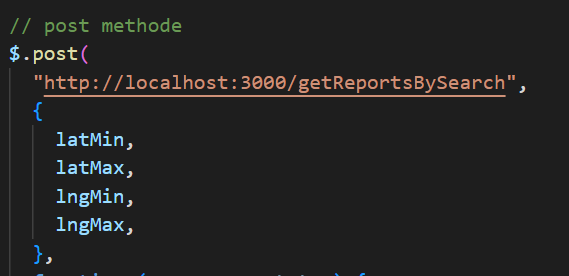 // post methode
$.post(
"http://localhost:3000/getReportsBySearch",
{
latMin,
latMax,
lngMin,
lngMax,
},